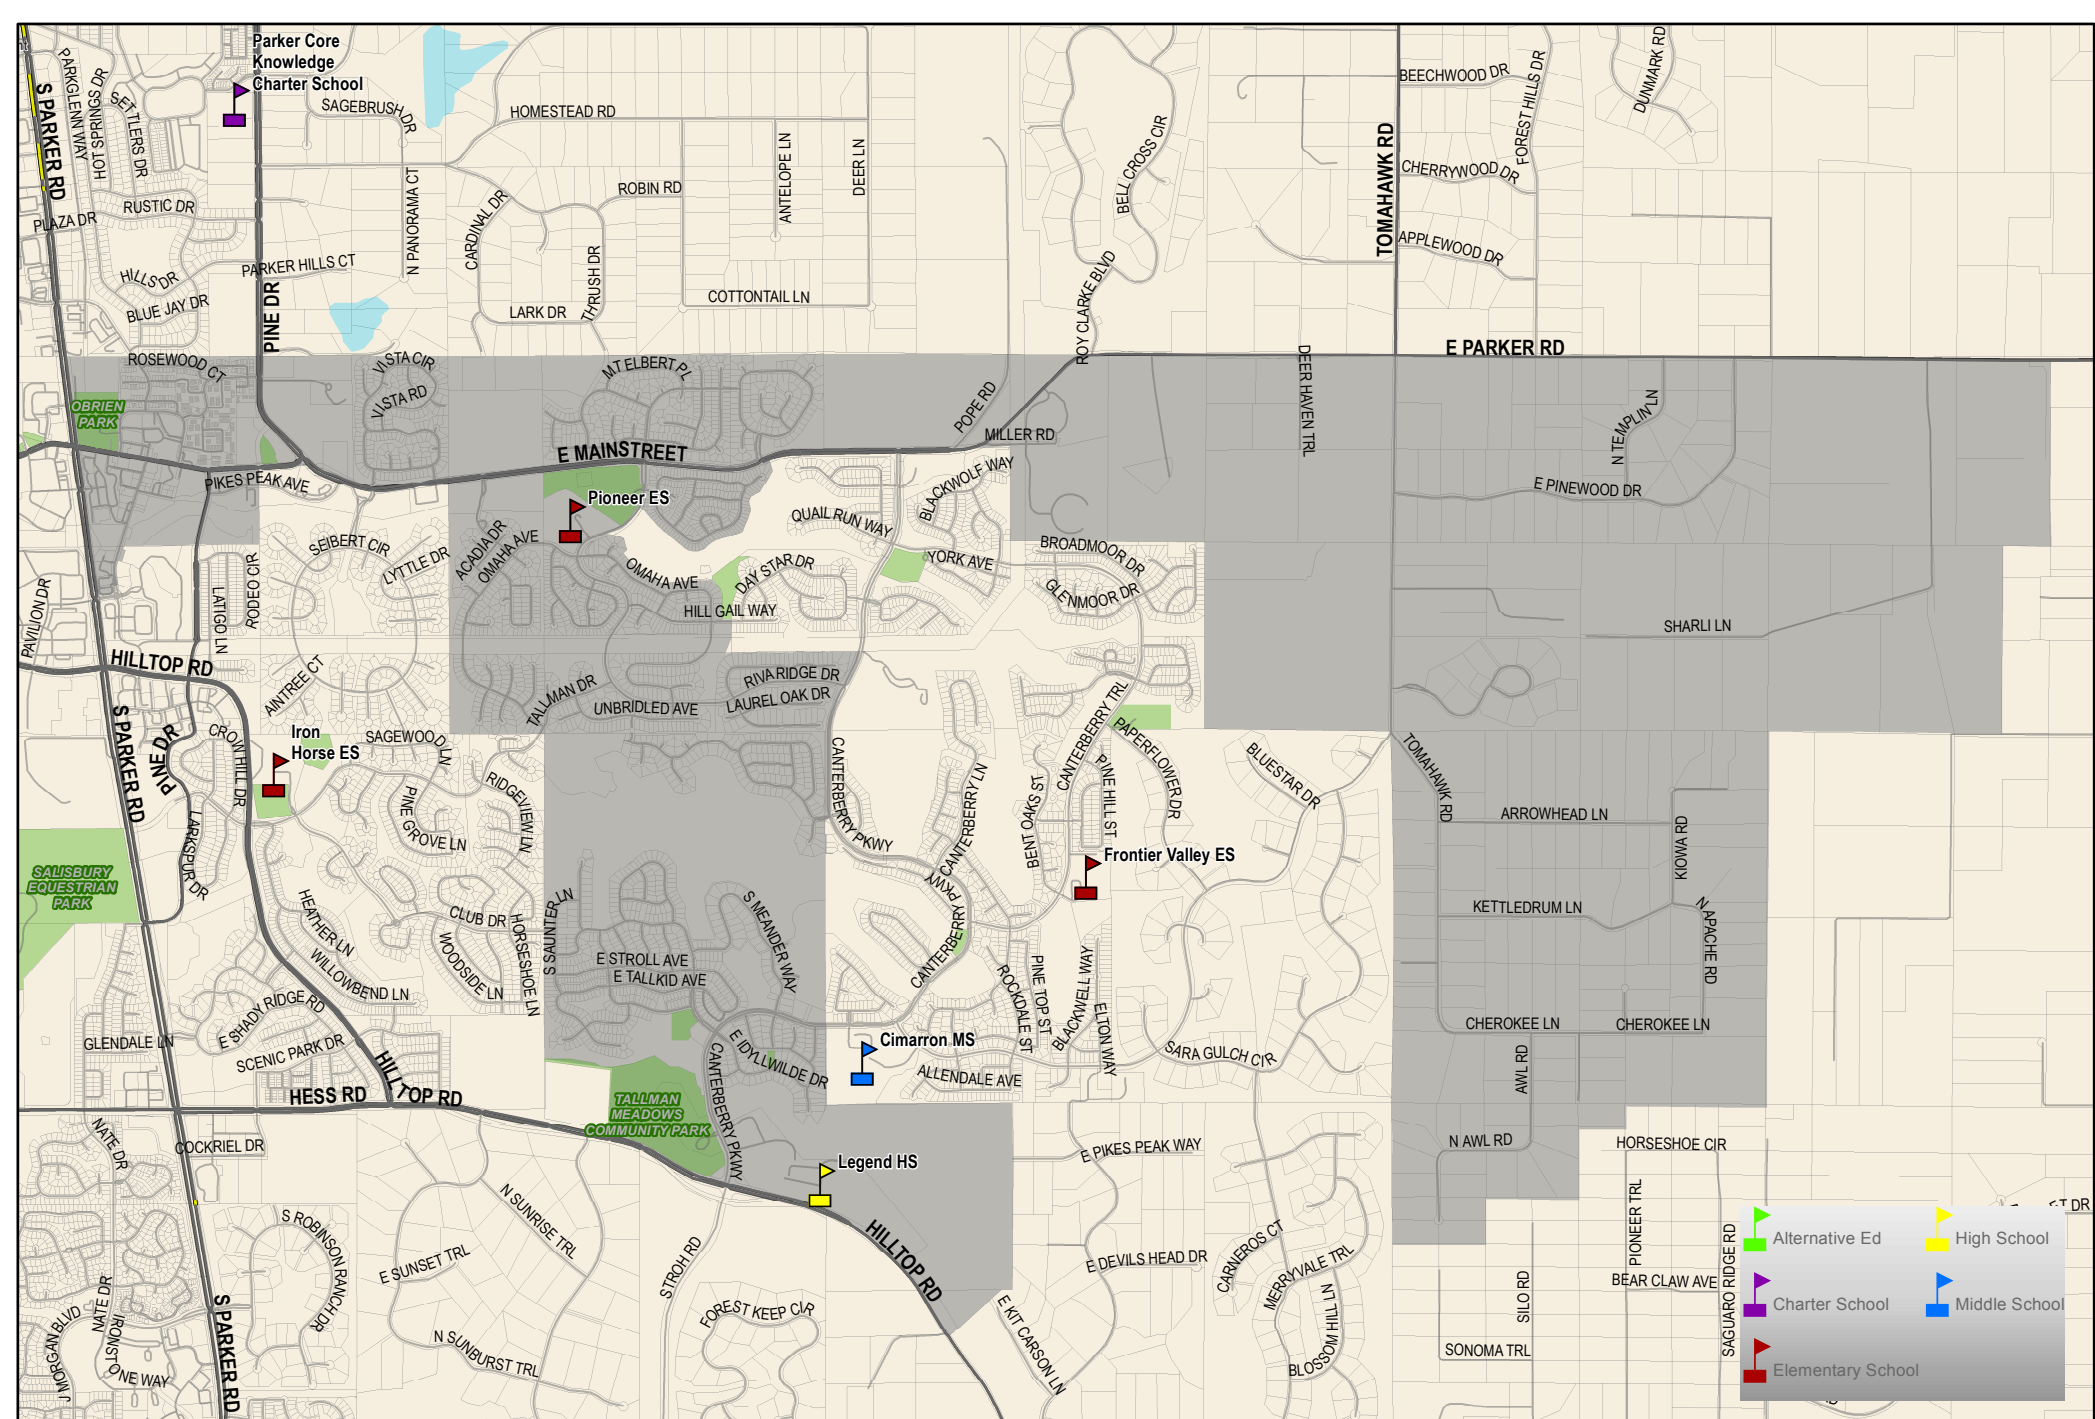 Parker Core
Knowledge
Charter School
S PARKER RD
PARKGLENN WAY
HOT SPRINGS DR
SETTLERS DR
SAGEBRUSH DR
HOMESTEAD RD
ANTELOPE LN
DEER LN
BELL CROSS CIR
TOMAHAWK RD
BEECHWOOD DR
FOREST HILLS DR
DUNMARK RD
CHERRYWOOD DR
APPLEWOOD DR
PLAZA DR
RUSTIC DR
N PANORAMA CT
CARDINAL DR
ROBIN RD
THRUSH DR
HILLS DR
PARKER HILLS CT
BLUE JAY DR
PINE DR
LARK DR
COTTONTAIL LN
ROY CLARKE BLVD
E PARKER RD
ROSEWOOD CT
VISTA CIR
VISTA RD
MT ELBERT PL
POPE RD
DEER HAVEN TRL
N TEMPLIN LN
OBRIEN
PARK
E MAINSTREET
MILLER RD
PIKES PEAK AVE
Pioneer ES
BLACKWOLF WAY
E PINEWOOD DR
QUAIL RUN WAY
ACADIA DR
OMAHA AVE
SEIBERT CIR
LYTTLE DR
OMAHA AVE
DAY STAR DR
YORK AVE
BROADMOOR DR
GLENMOOR DR
HILL GAIL WAY
LATIGO LN
RODEO CIR
PAVILION DR
SHARLI LN
HILLTOP RD
AINTREE CT
RIVA RIDGE DR
LAUREL OAK DR
TALLMAN DR
UNBRIDLED AVE
CANTERBERRY TRL
PAPERFLOWER DR
S PARKER RD
PINE DR
CROW HILL DR
Iron
Horse ES
SAGEWOOD LN
RIDGEVIEW LN
PINE GROVE LN
CANTERBERRY PKWY
CANTERBERRY LN
BENT OAKS ST
PINE HILL ST
BLUESTAR DR
TOMAHAWK RD
ARROWHEAD LN
KIOWA RD
LARKSPUR DR
Frontier Valley ES
SALISBURY
EQUESTRIAN
PARK
HEATHER LN
CLUB DR
HORSESHOE LN
S SAUNTER LN
S MEANDER WAY
CANTERBERRY PKWY
KETTLEDRUM LN
N APACHE RD
WILLOWBEND LN
WOODSIDE LN
E STROLL AVE
E TALLKID AVE
ROCKDALE ST
PINE TOP ST
BLACKWELL WAY
ELTON WAY
E SHADY RIDGE RD
GLENDALE LN
SCENIC PARK DR
CHEROKEE LN
CHEROKEE LN
Cimarron MS
E IDYLLWILDE DR
ALLENDALE AVE
SARA GULCH CIR
AWL RD
HESS RD
HILLTOP RD
TALLMAN
MEADOWS
COMMUNITY PARK
CANTERBERRY PKWY
NATE DR
COCKRIEL DR
E PIKES PEAK WAY
N AWL RD
HORSESHOE CIR
Legend HS
PIONEER TRL
SAGUARO RIDGE RD
S ROBINSON RANCH DR
N SUNRISE TRL
E SUNSET TRL
STROH RD
HILLTOP RD
E DEVILS HEAD DR
CARNEROS CT
MERRYVALE TRL
BLOSSOM HILL LN
SILO RD
BEAR CLAW AVE
NATE DR
S PARKER RD
J MORGAN BLVD
IRONSTONE WAY
N SUNBURST TRL
FOREST KEEP CIR
E KIT CARSON LN
SONOMA TRL
T DR
Alternative Ed
High School
Charter School
Middle School
Elementary School